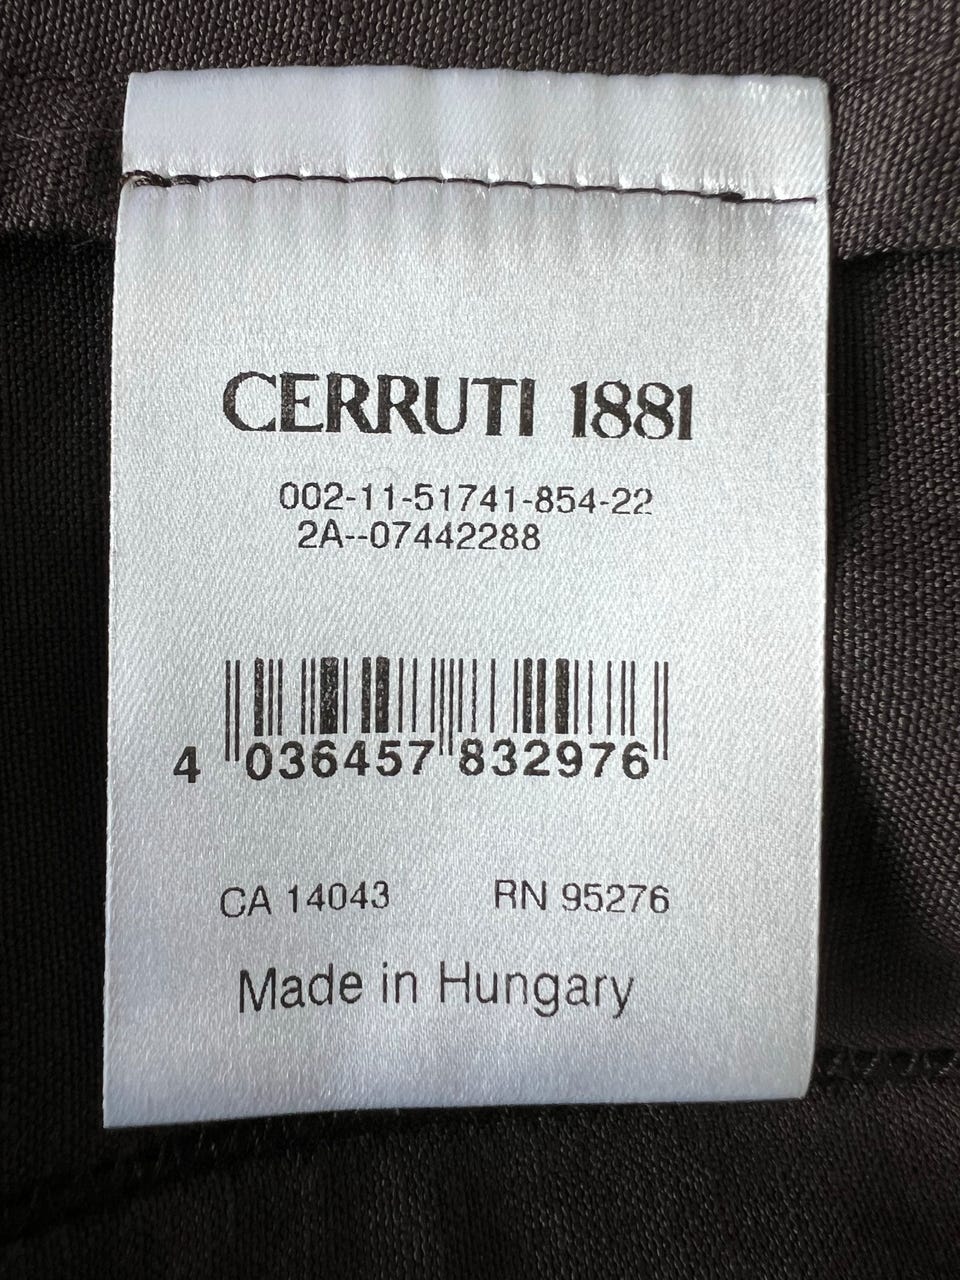 CERRUTI 1881
002-11-51741-854-22
2A--07442288
4 036457 832976
CA 14043 RN 95276
Made in Hungary